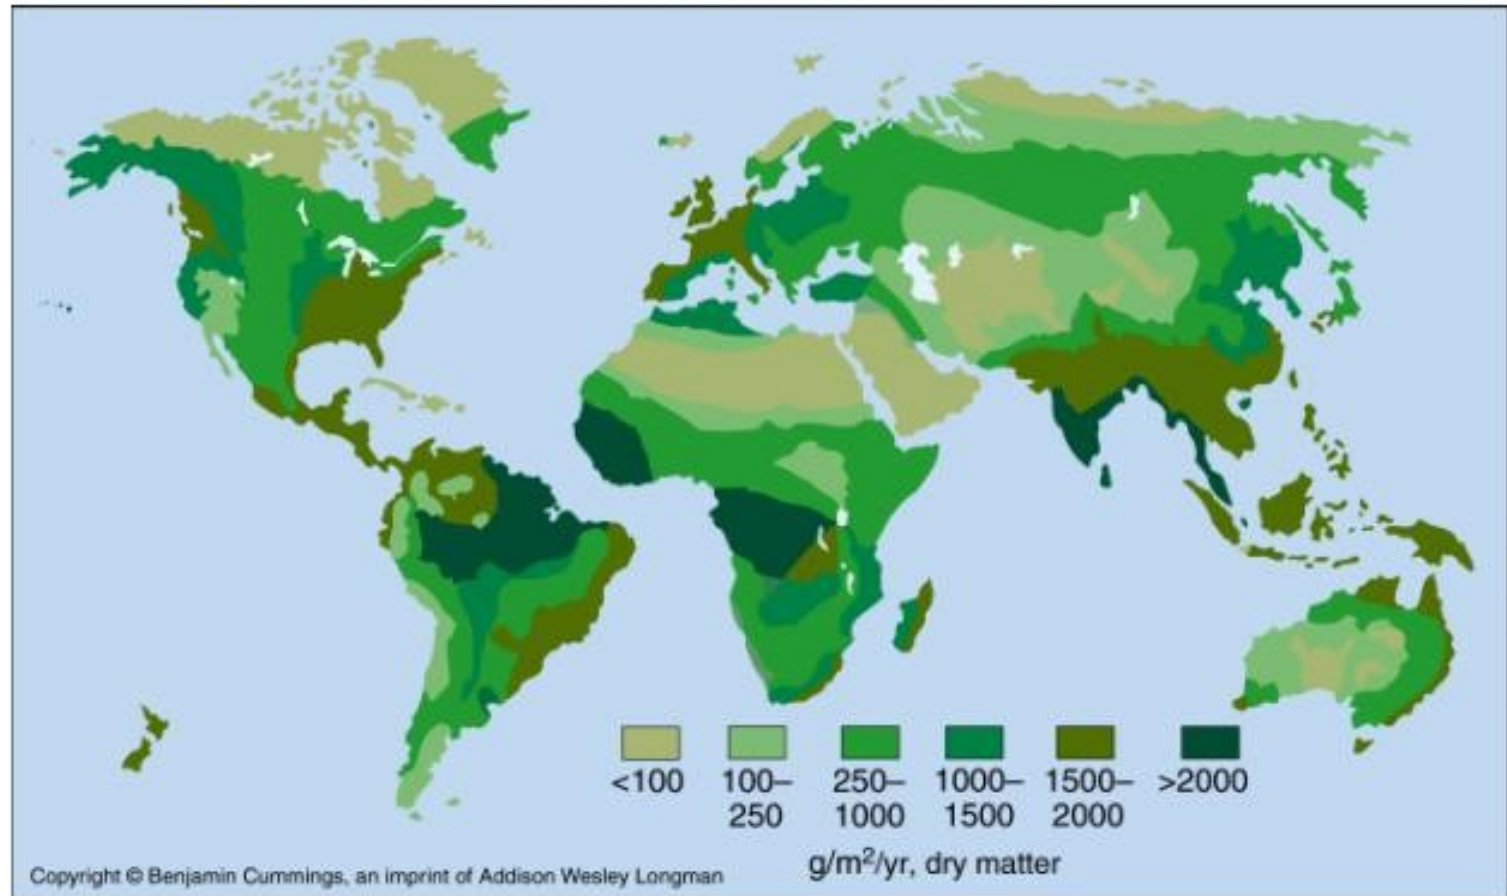 <100 100– 250– 1000– 1500– >2000
250 1000 1500 2000
g/m²/yr, dry matter
Copyright © Benjamin Cummings, an imprint of Addison Wesley Longman